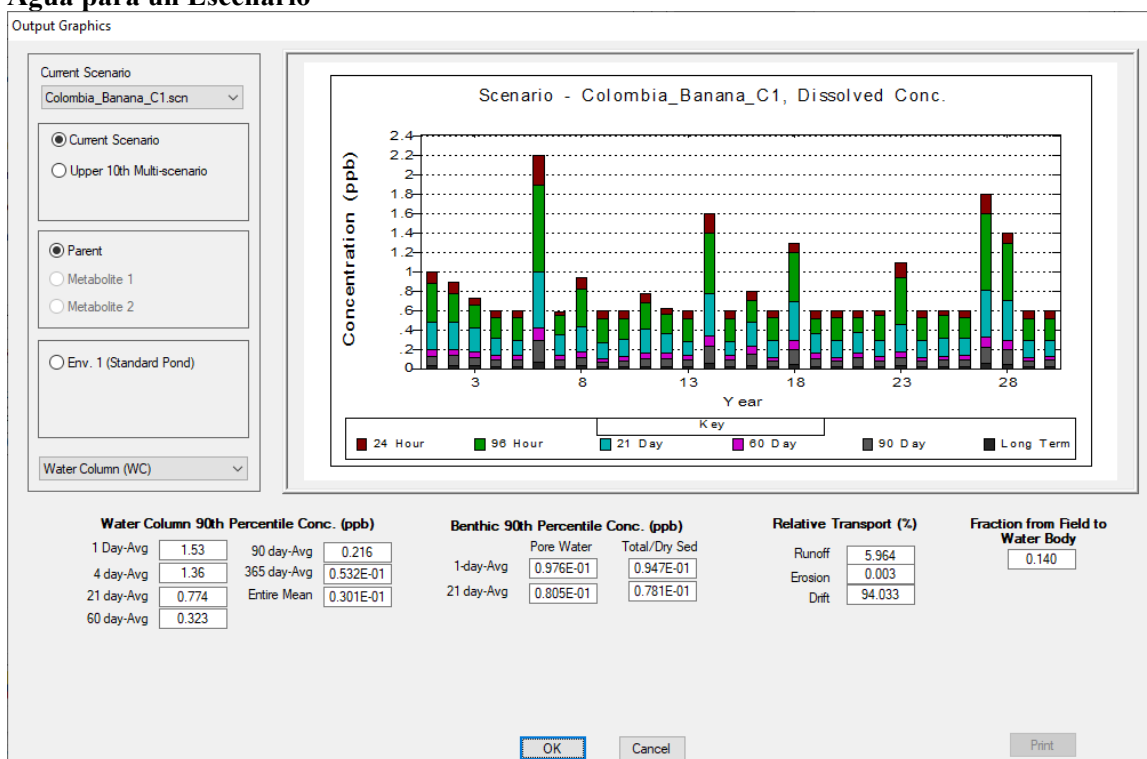 Agua para un Escenario
Output Graphics
Current Scenario
Colombia_Banana_C1.scn
Current Scenario
Upper 10th Multi-scenario
Parent
Metabolite 1
Metabolite 2
Env. 1 (Standard Pond)
Water Column (WC)
Scenario - Colombia_Banana_C1, Dissolved Conc.
Concentration (ppb)
2.4
2.2
2
1.8
1.6
1.4
1.2
1
.8
.6
.4
.2
0
3 8 13 18 23 28
Year
Key
24 Hour 96 Hour 21 Day 60 Day 90 Day Long Term
Water Column 90th Percentile Conc. (ppb)
1 Day-Avg 1.53 90 day-Avg 0.216
4 day-Avg 1.36 365 day-Avg 0.532E-01
21 day-Avg 0.774 Entire Mean 0.301E-01
60 day-Avg 0.323
Benthic 90th Percentile Conc. (ppb)
Pore Water Total/Dry Sed
1-day-Avg 0.976E-01 0.947E-01
21 day-Avg 0.805E-01 0.781E-01
Relative Transport (%)
Runoff 5.964
Erosion 0.003
Drift 94.033
Fraction from Field to
Water Body
0.140
OK Cancel Print